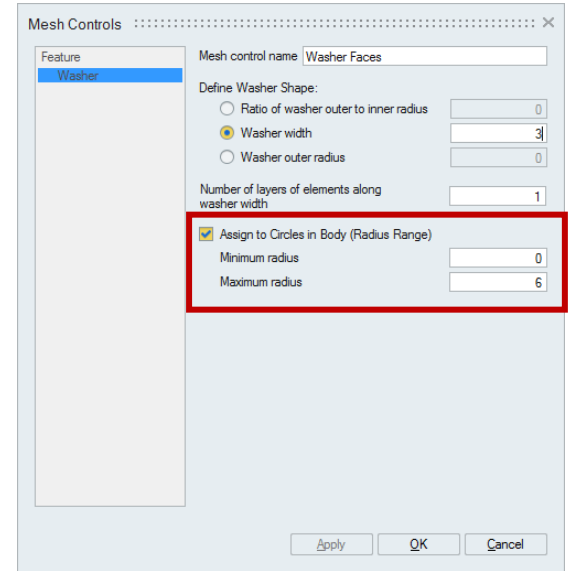 Mesh Controls
Feature
Washer
Mesh control name Washer Faces
Define Washer Shape:
Ratio of washer outer to inner radius 0
Washer width 3
Washer outer radius 0
Number of layers of elements along
washer width 1
Assign to Circles in Body (Radius Range)
Minimum radius 0
Maximum radius 6
Apply OK Cancel